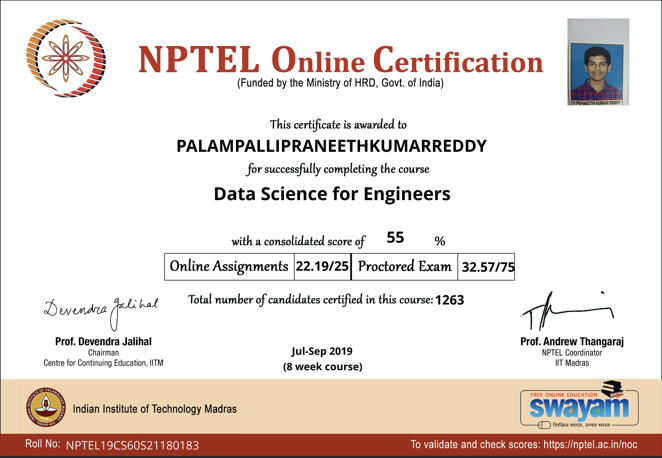 NPTEL Online Certification
(Funded by the Ministry of HRD, Govt. of India)
P.PRANEETH KUMAR REDDY
This certificate is awarded to
PALAMPALLIPRANEETHKUMARREDDY
for successfully completing the course
Data Science for Engineers
with a consolidated score of 55 %
Online Assignments 22.19/25 Proctored Exam 32.57/75
Total number of candidates certified in this course: 1263
Devendra Jalihal
Prof. Devendra Jalihal
Chairman
Centre for Continuing Education, IITM
Jul-Sep 2019
(8 week course)
Prof. Andrew Thangaraj
NPTEL Coordinator
IIT Madras
Indian Institute of Technology Madras
FREE ONLINE EDUCATION
swayam
शिक्षित भारत, उन्नत भारत
Roll No: NPTEL19CS60S21180183
To validate and check scores: https://nptel.ac.in/noc